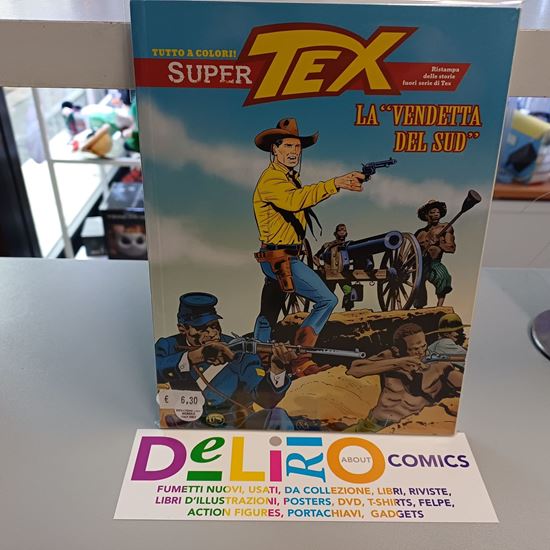 TUTTO A COLORI!
SUPER TEX
Ristampa
delle storie
fuori serie di Tex
LA "VENDETTA
DEL SUD"
€ 6,30
DeLiRiO ABOUT COMICS
FUMETTI NUOVI, USATI, DA COLLEZIONE, LIBRI, RIVISTE,
LIBRI D'ILLUSTRAZIONI, POSTERS, DVD, T-SHIRTS, FELPE,
ACTION FIGURES, PORTACHIAVI, GADGETS